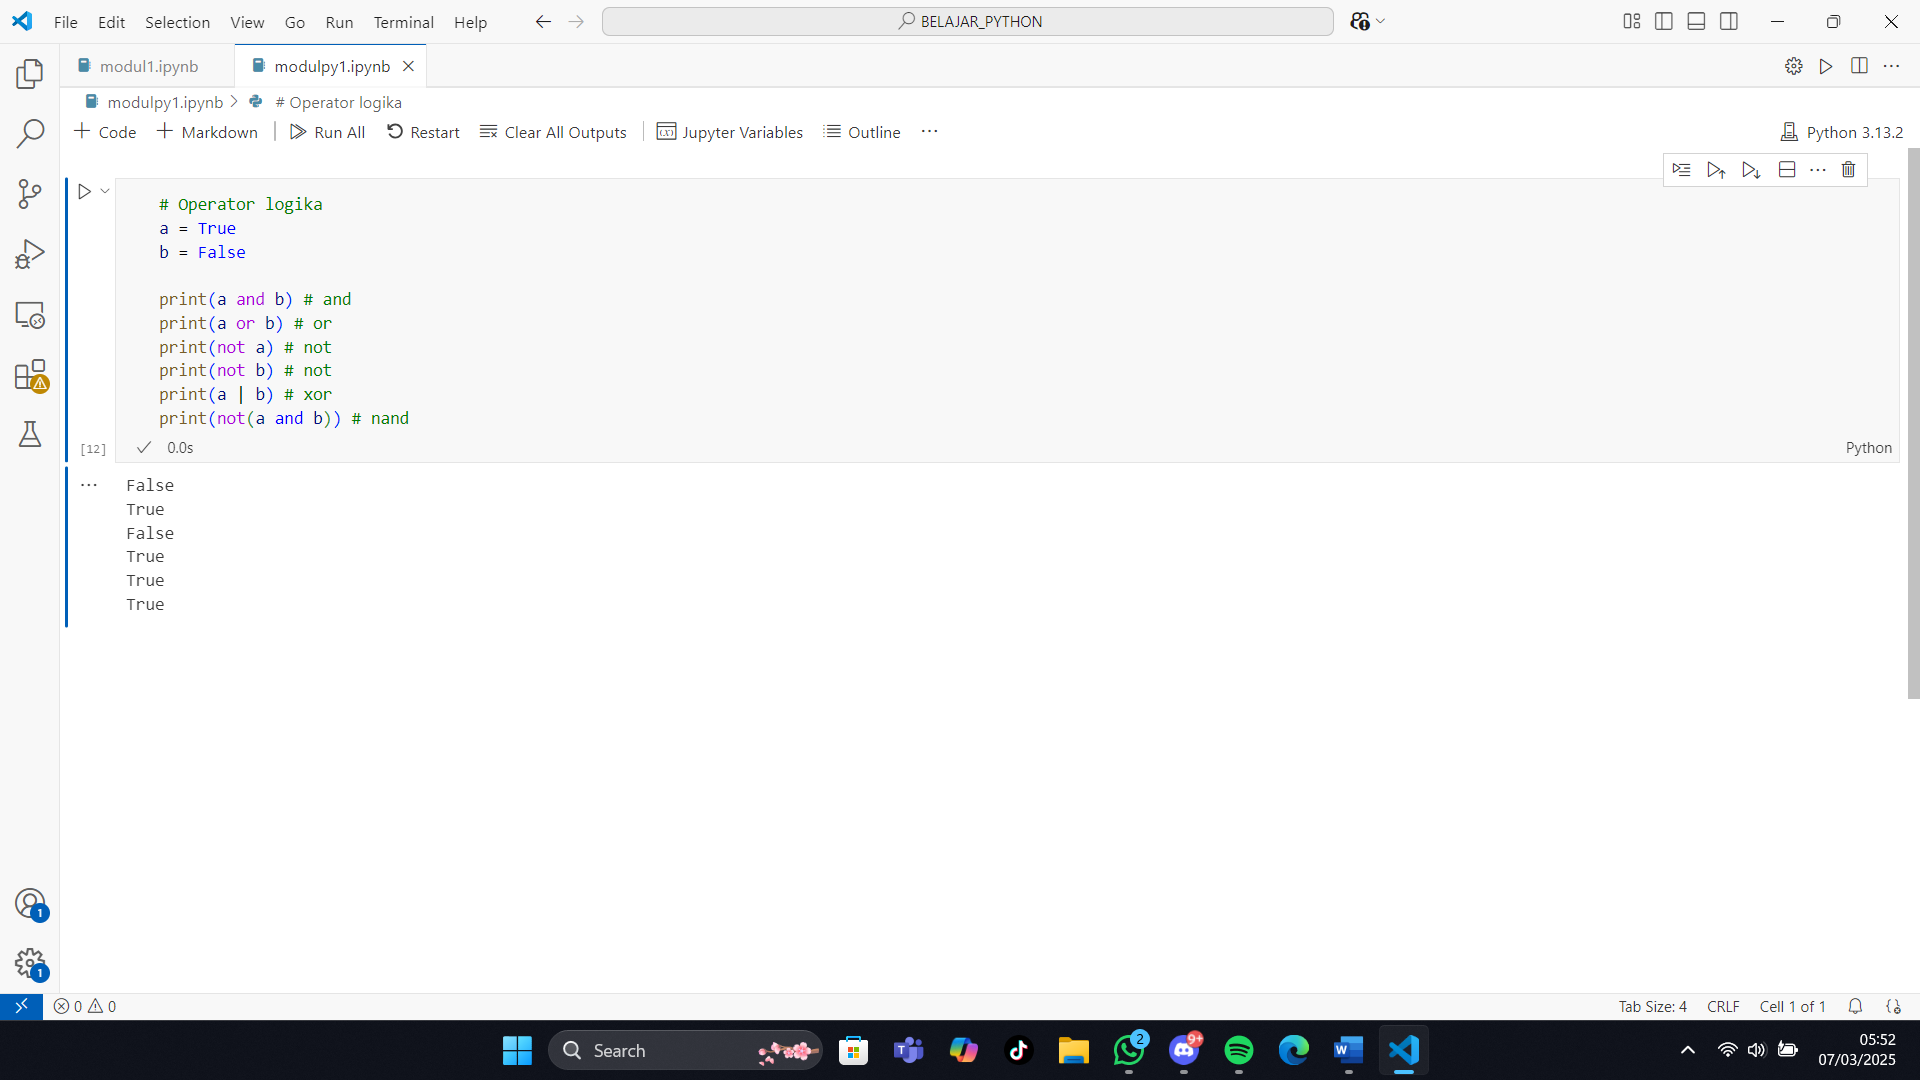 File Edit Selection View Go Run Terminal Help
BELAJAR_PYTHON
modul1.ipynb
modulpy1.ipynb
modulpy1.ipynb > # Operator logika
Code Markdown Run All Restart Clear All Outputs Jupyter Variables Outline ...
Python 3.13.2
# Operator logika
a = True
b = False
print(a and b) # and
print(a or b) # or
print(not a) # not
print(not b) # not
print(a | b) # xor
print(not(a and b)) # nand
[12] 0.0s
Python
False
True
False
True
True
True
1
1
0 0
Tab Size: 4 CRLF Cell 1 of 1
Search
2
9+
05:52
07/03/2025